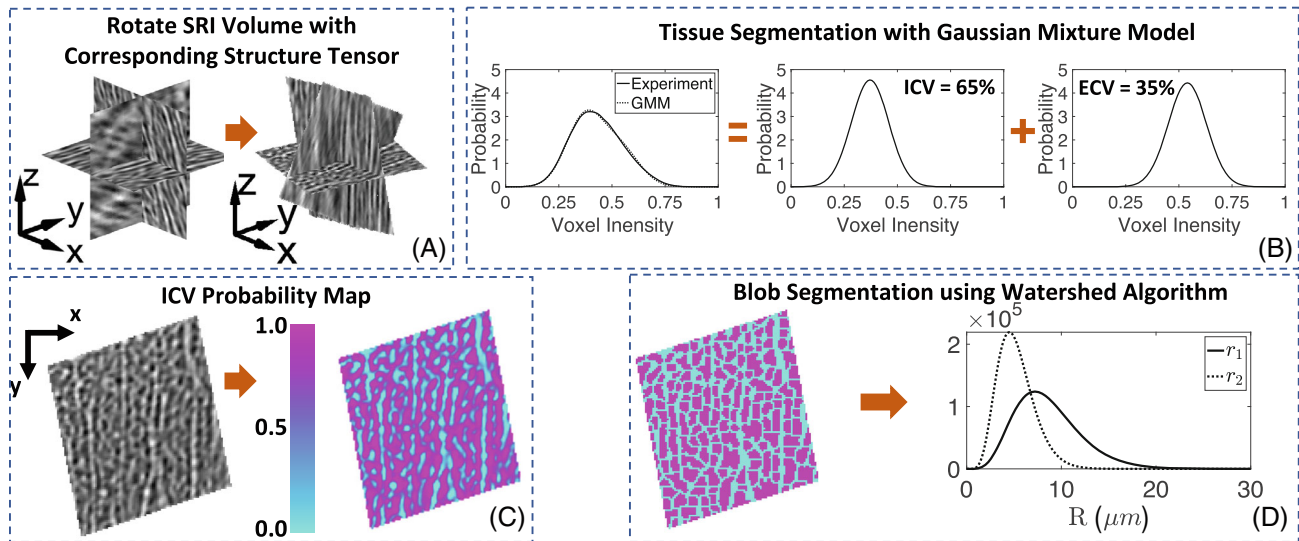 Rotate SRI Volume with
Corresponding Structure Tensor
z
y
x
z
y
x
(A)
Tissue Segmentation with Gaussian Mixture Model
Probability
5
4
3
2
1
0
0 0.25 0.5 0.75 1
Voxel Inensity
Experiment
GMM
=
Probability
5
4
3
2
1
0
0 0.25 0.5 0.75 1
Voxel Inensity
ICV = 65%
+
Probability
5
4
3
2
1
0
0 0.25 0.5 0.75 1
Voxel Inensity
ECV = 35%
(B)
ICV Probability Map
x
y
1.0
0.5
0.0
(C)
Blob Segmentation using Watershed Algorithm
×10⁵
2
1
0
0 10 20 30
R (μm)
r₁
r₂
(D)